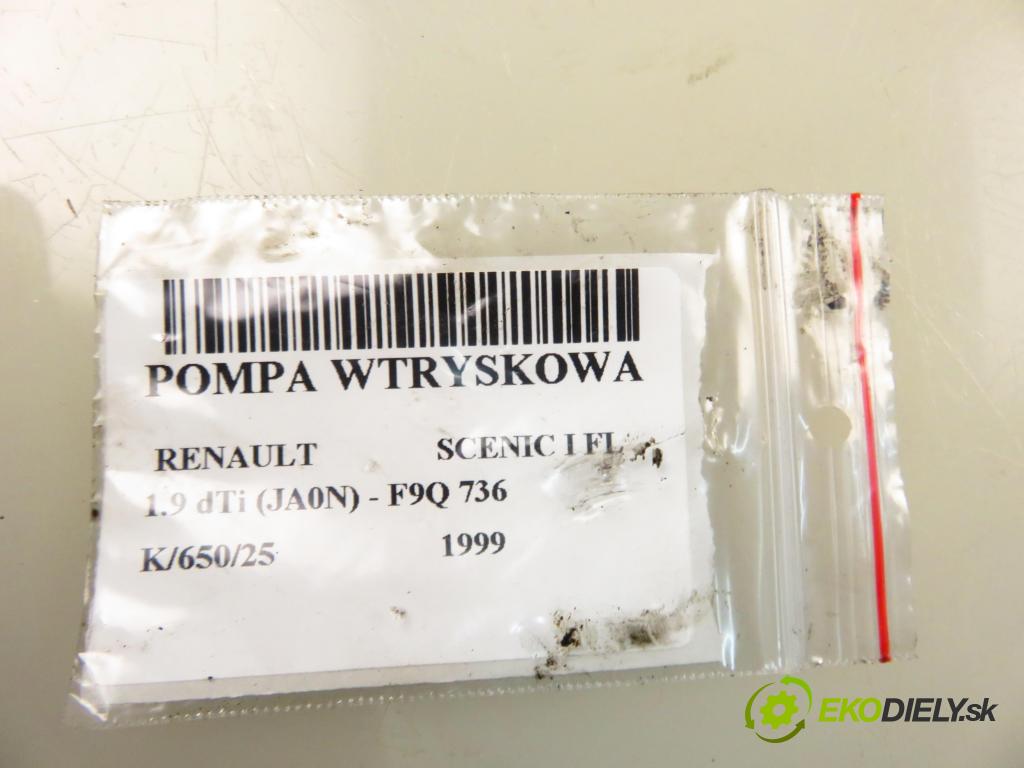 POMPA WTRYSKOWA
RENAULT SCENIC I FL
1.9 dTi (JA0N) - F9Q 736
K/650/25 1999
EKODIELY.sk